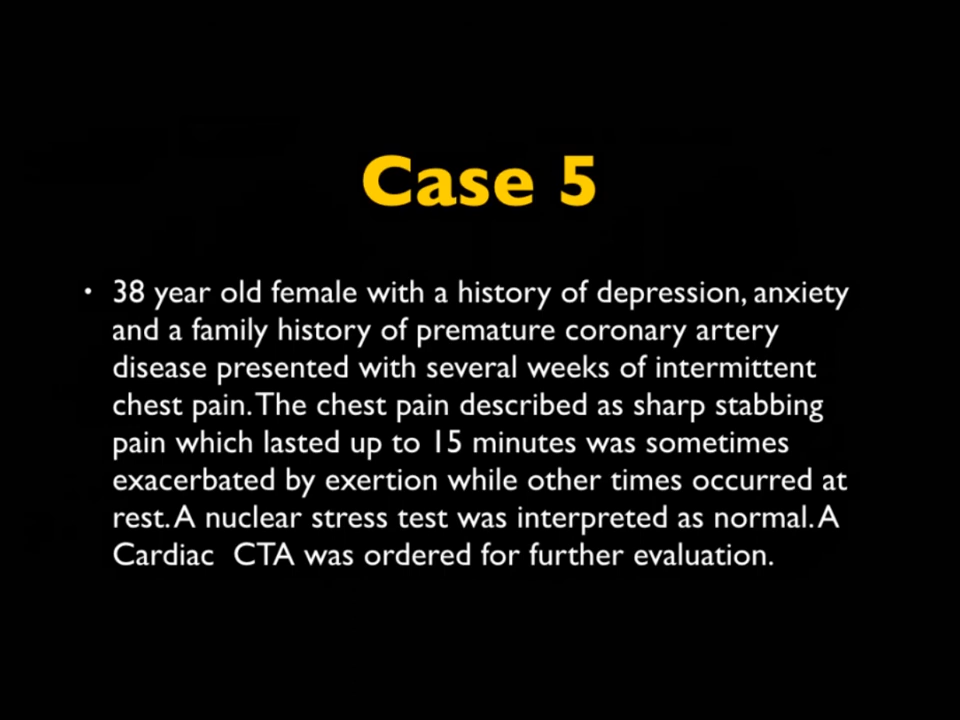 Case 5
• 38 year old female with a history of depression, anxiety
and a family history of premature coronary artery
disease presented with several weeks of intermittent
chest pain. The chest pain described as sharp stabbing
pain which lasted up to 15 minutes was sometimes
exacerbated by exertion while other times occurred at
rest. A nuclear stress test was interpreted as normal. A
Cardiac  CTA was ordered for further evaluation.